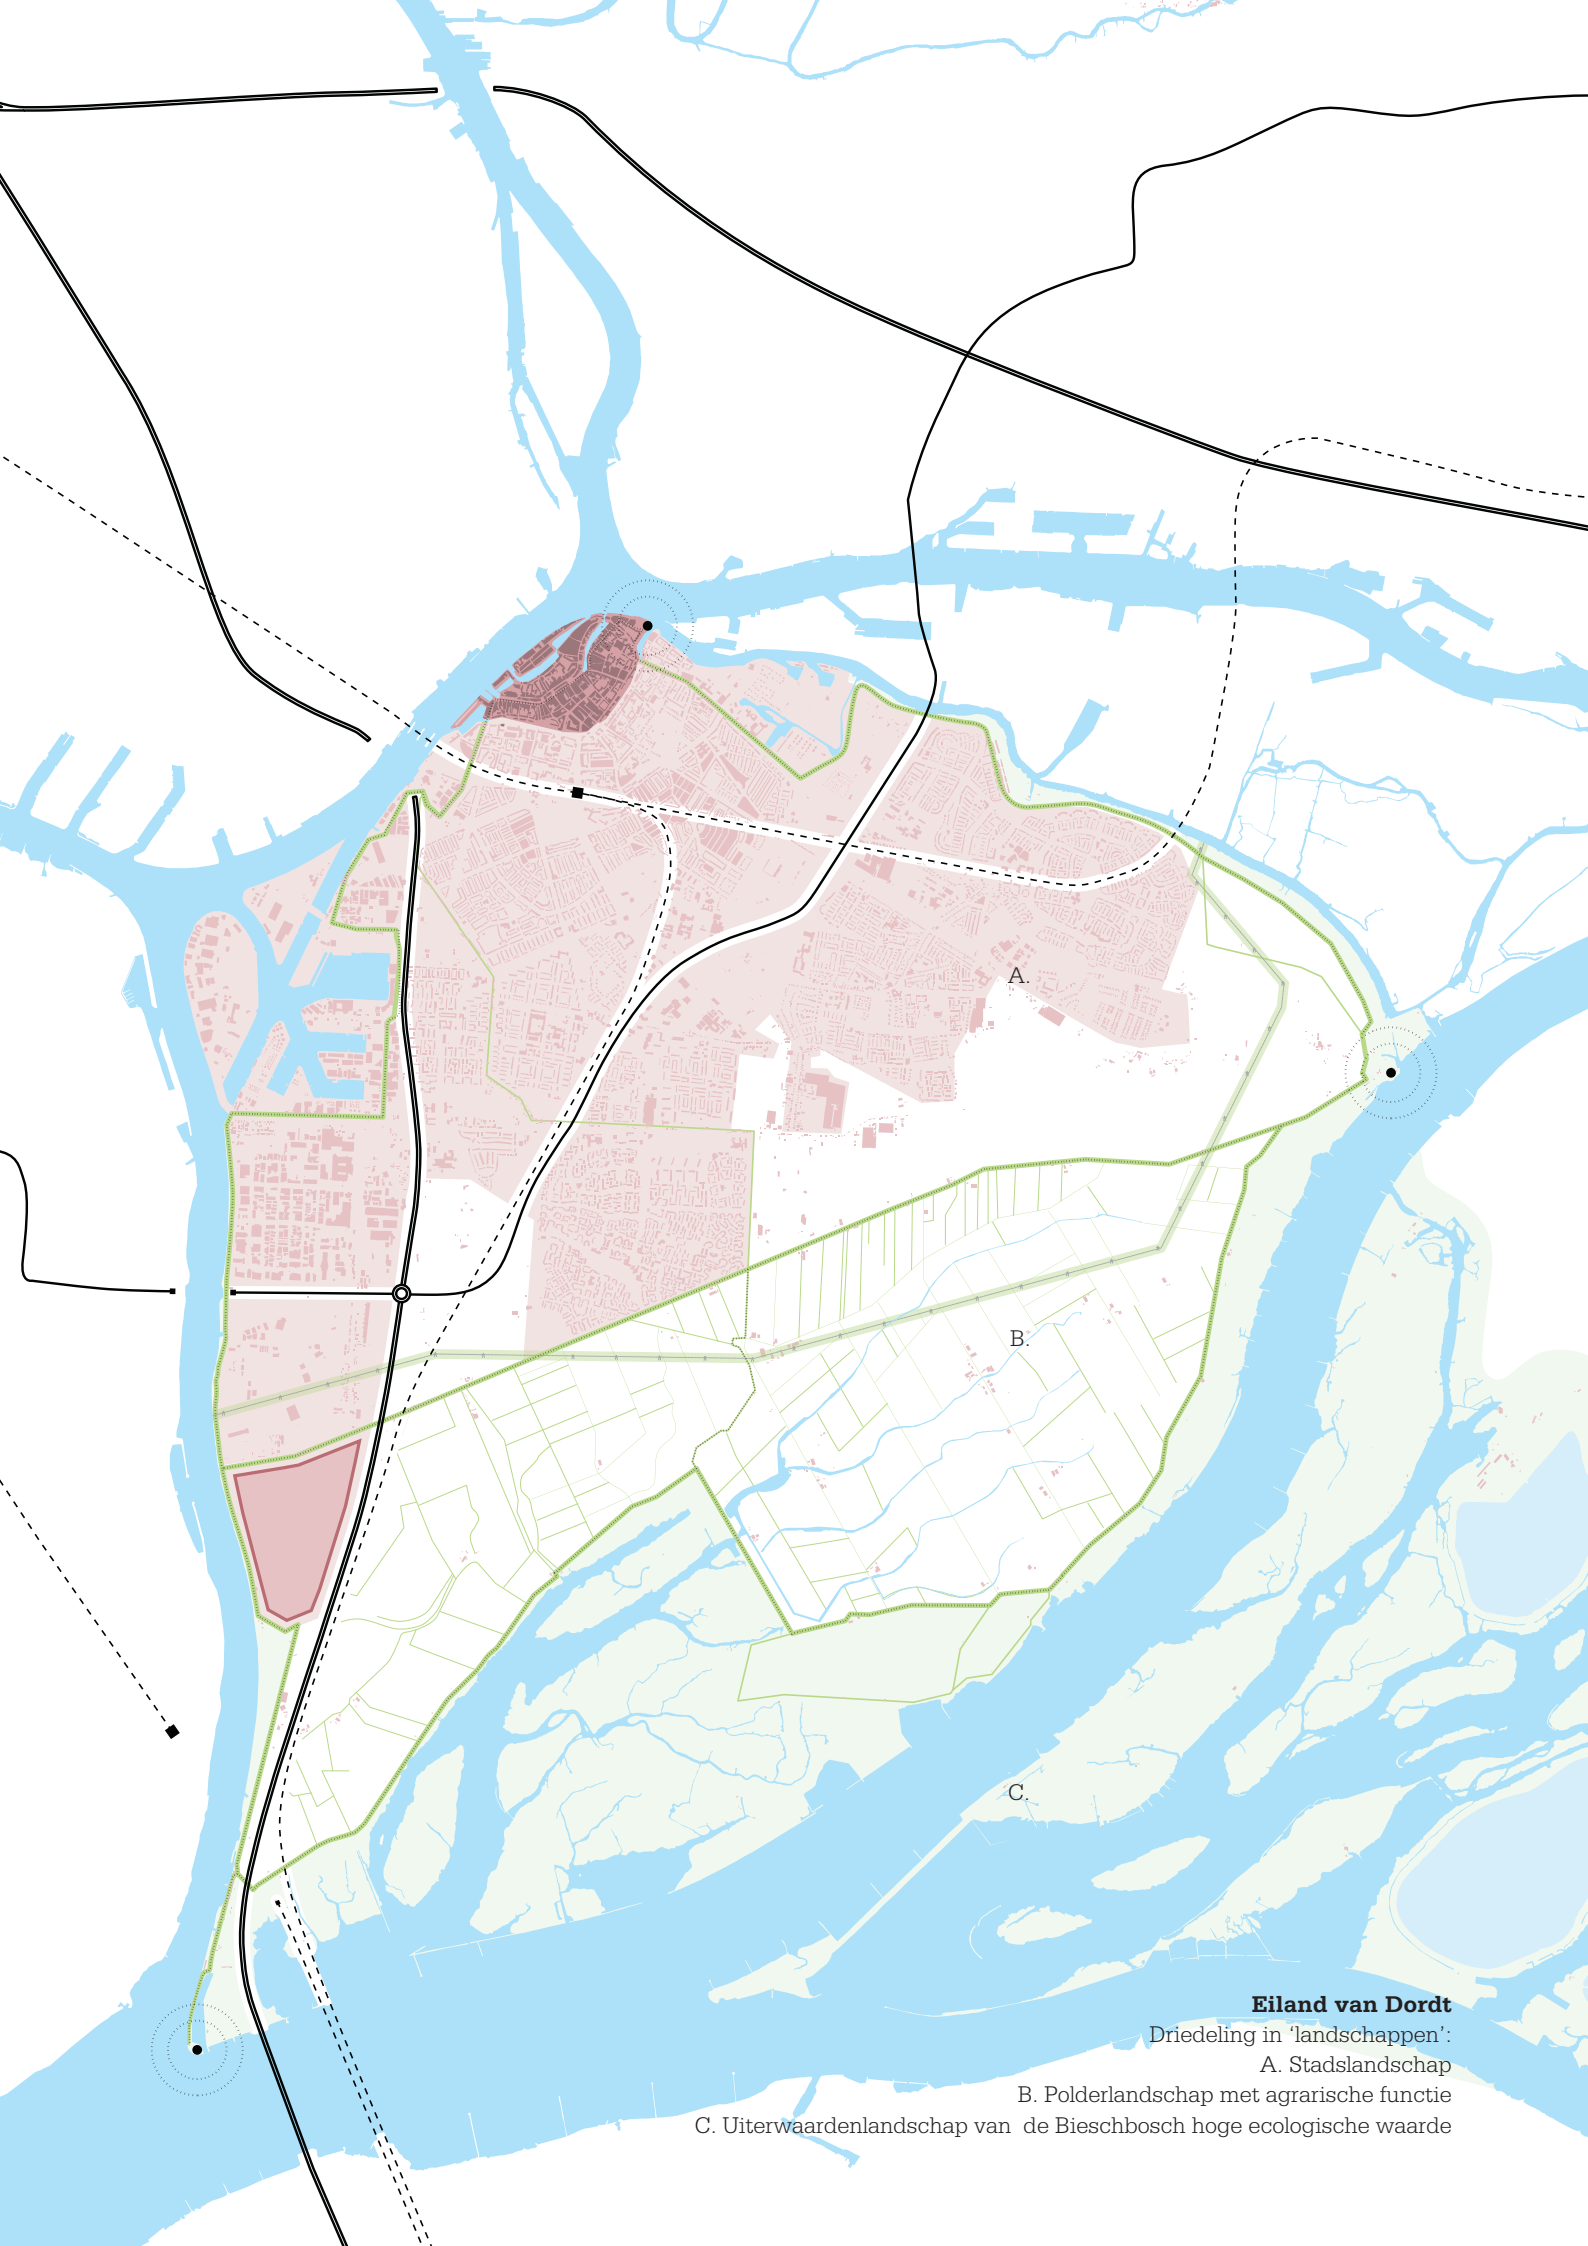 A.
B.
C.
Eiland van Dordt
Driedeling in ‘landschappen’:
A. Stadslandschap
B. Polderlandschap met agrarische functie
C. Uiterwaardenlandschap van  de Bieschbosch hoge ecologische waarde